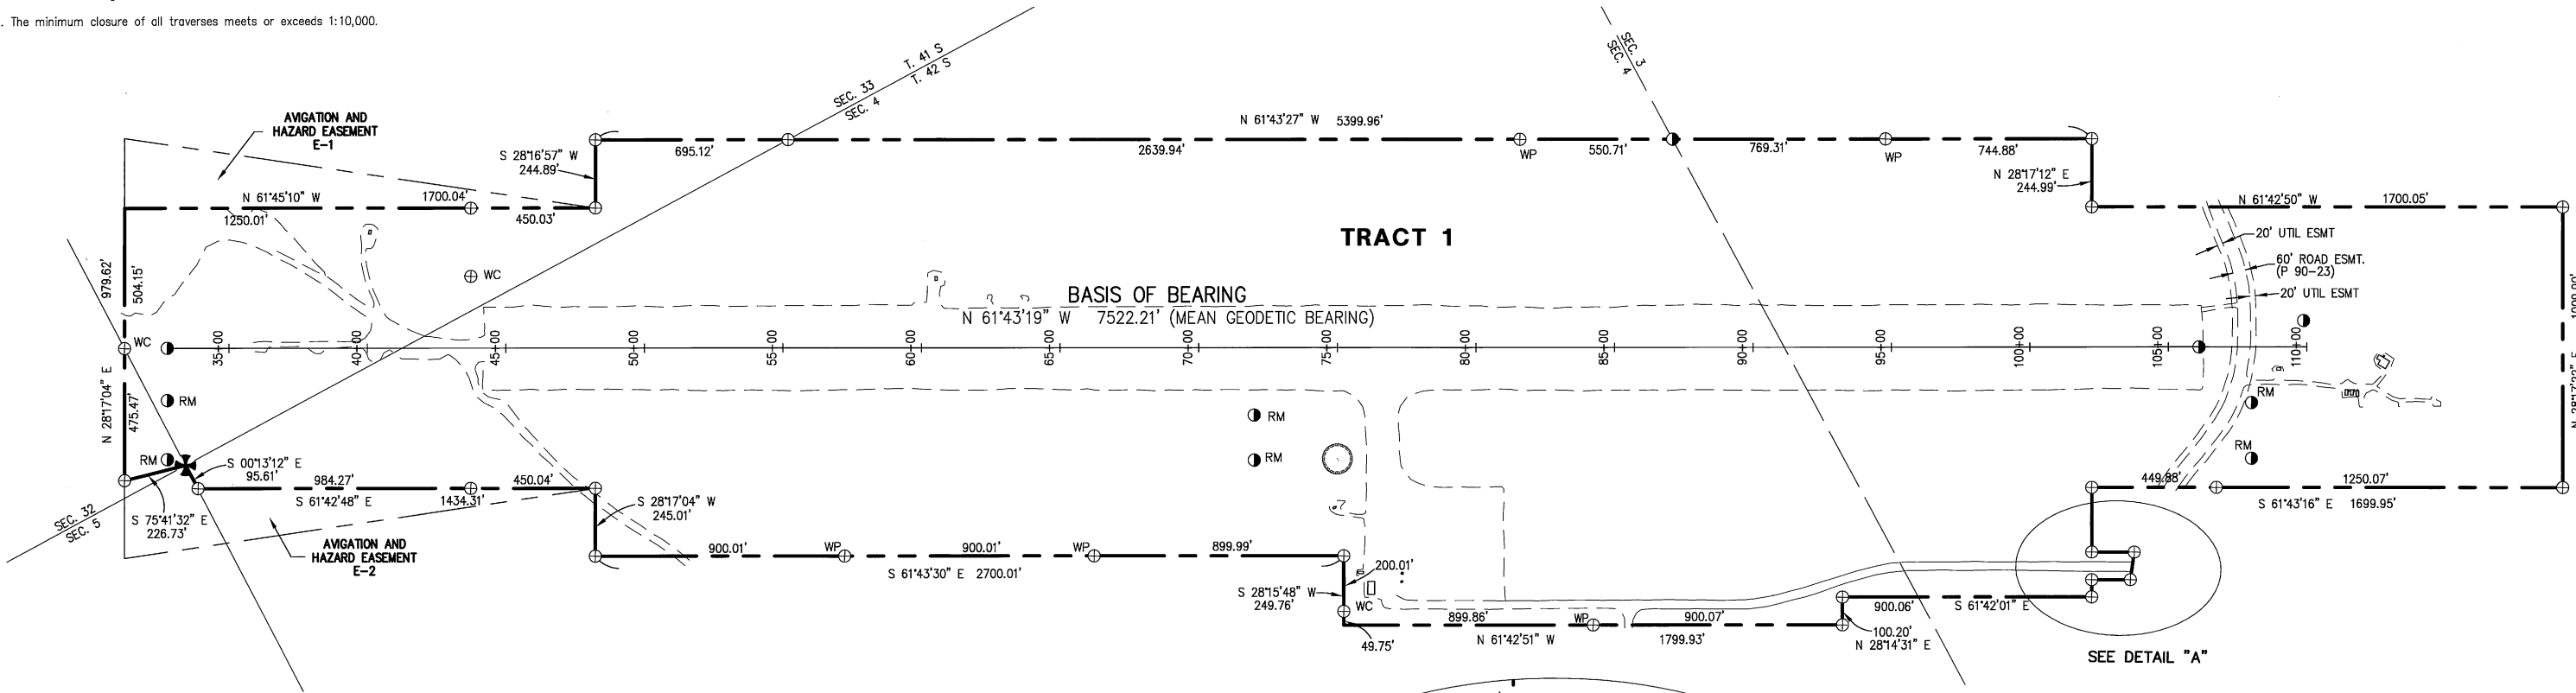 . The minimum closure of all traverses meets or exceeds 1:10,000.
AVIGATION AND
HAZARD EASEMENT
E-1
T. 41 S
T. 42 S
SEC. 33
SEC. 4
SEC. 3
SEC. 4
N 61°43'27" W 5399.96'
S 28°16'57" W
244.89'
695.12'
2639.94'
WP
550.71'
769.31'
WP
744.88'
N 28°17'12" E
244.99'
N 61°45'10" W
1700.04'
1250.01'
450.03'
N 61°42'50" W
1700.05'
TRACT 1
20' UTIL ESMT
60' ROAD ESMT.
(P 90-23)
20' UTIL ESMT
979.62'
504.15'
WC
BASIS OF BEARING
N 61°43'19" W 7522.21' (MEAN GEODETIC BEARING)
WC
35+00
40+00
45+00
50+00
55+00
60+00
65+00
70+00
75+00
80+00
85+00
90+00
95+00
100+00
105+00
110+00
N 28°17'04" E
475.47'
RM
RM
RM
RM
RM
RM
S 00°13'12" E
95.61'
984.27'
S 61°42'48" E
1434.31'
450.04'
S 75°41'32" E
226.73'
SEC. 32
SEC. 5
AVIGATION AND
HAZARD EASEMENT
E-2
S 28°17'04" W
245.01'
449.88'
1250.07'
S 61°43'16" E 1699.95'
900.01'
WP
900.01'
WP
899.99'
S 61°43'30" E 2700.01'
200.01'
S 28°15'48" W
249.76'
WC
49.75'
899.86'
WP
900.07'
N 61°42'51" W
1799.93'
900.06'
S 61°42'01" E
100.20'
N 28°14'31" E
SEE DETAIL "A"